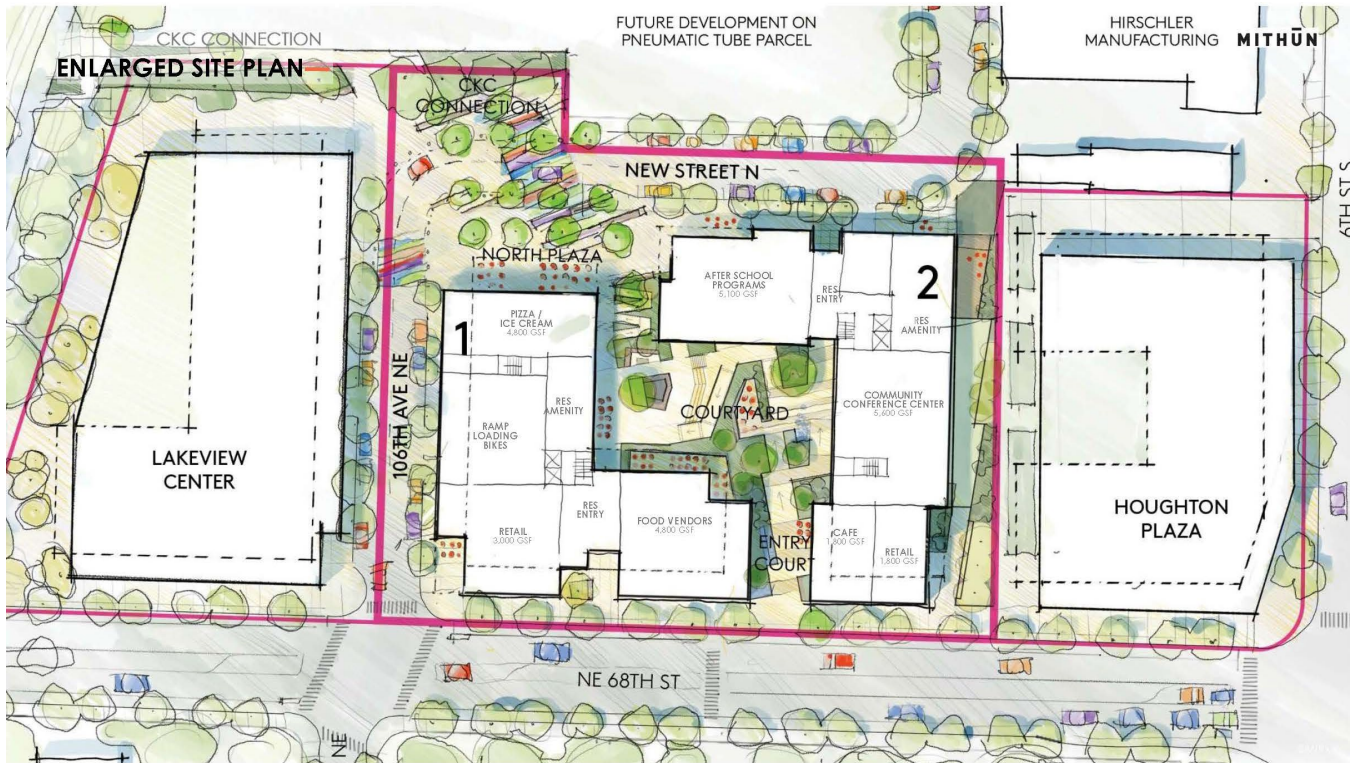 CKC CONNECTION
ENLARGED SITE PLAN
FUTURE DEVELOPMENT ON
PNEUMATIC TUBE PARCEL
HIRSCHLER
MANUFACTURING
MITHŪN
CKC
CONNECTION
NEW STREET N
6TH ST S
NORTH PLAZA
AFTER SCHOOL
PROGRAMS
5,100 GSF
RES
ENTRY
2
RES
AMENITY
1
PIZZA /
ICE CREAM
4,800 GSF
106TH AVE NE
RES
AMENITY
COURTYARD
COMMUNITY
CONFERENCE CENTER
5,600 GSF
RAMP
LOADING
BIKES
LAKEVIEW
CENTER
HOUGHTON
PLAZA
RES
ENTRY
RETAIL
3,000 GSF
FOOD VENDORS
4,800 GSF
ENTRY
COURT
CAFE
1,800 GSF
RETAIL
1,800 GSF
NE 68TH ST
NE